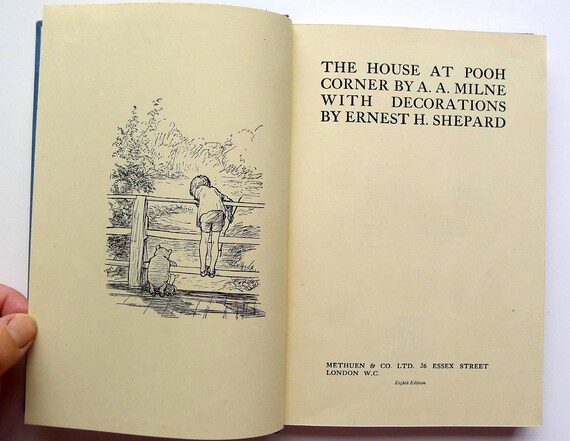 THE HOUSE AT POOH
CORNER BY A. A. MILNE
WITH DECORATIONS
BY ERNEST H. SHEPARD
METHUEN & CO. LTD. 36 ESSEX STREET
LONDON W.C.
Eighth Edition